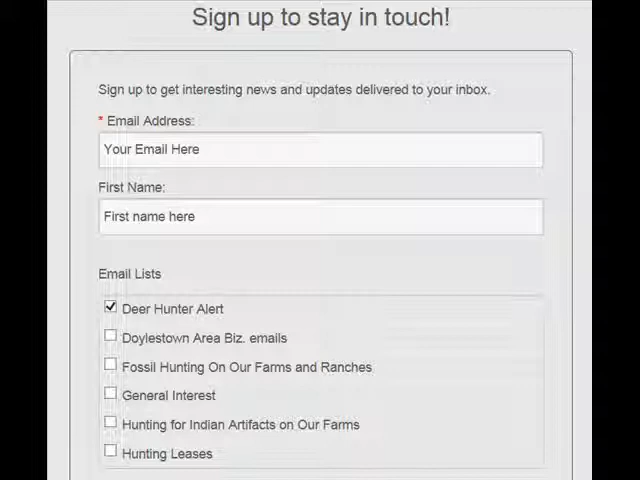 Sign up to stay in touch!
Sign up to get interesting news and updates delivered to your inbox.
* Email Address:
Your Email Here
First Name:
First name here
Email Lists
Deer Hunter Alert
Doylestown Area Biz. emails
Fossil Hunting On Our Farms and Ranches
General Interest
Hunting for Indian Artifacts on Our Farms
Hunting Leases